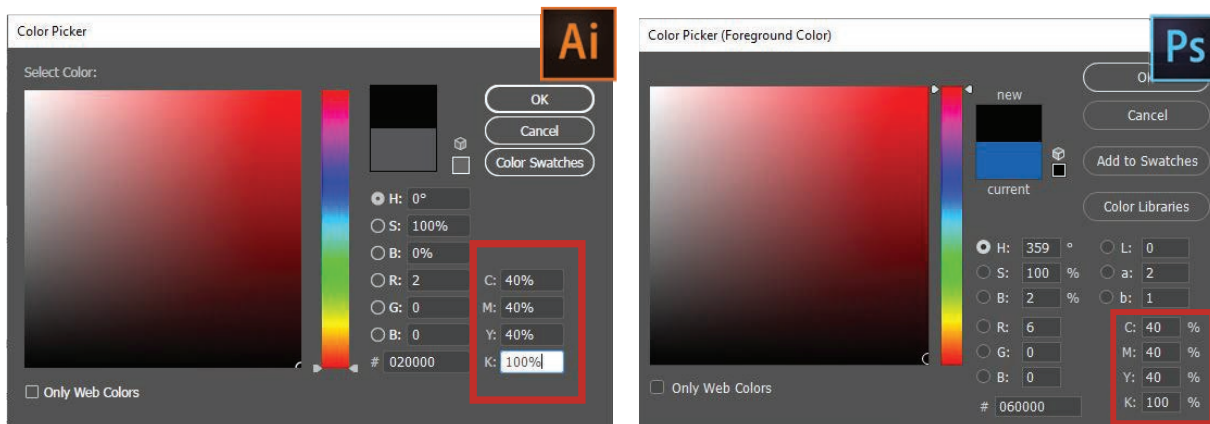 Color Picker
Ai
Select Color:
OK
Cancel
Color Swatches
H: 0°
S: 100%
B: 0%
R: 2
C: 40%
G: 0
M: 40%
B: 0
Y: 40%
# 020000
K: 100%
Only Web Colors
Color Picker (Foreground Color)
Ps
new
Cancel
Add to Swatches
current
Color Libraries
H: 359 °
L: 0
S: 100 %
a: 2
B: 2 %
b: 1
R: 6
C: 40 %
G: 0
M: 40 %
B: 0
Y: 40 %
# 060000
K: 100 %
Only Web Colors